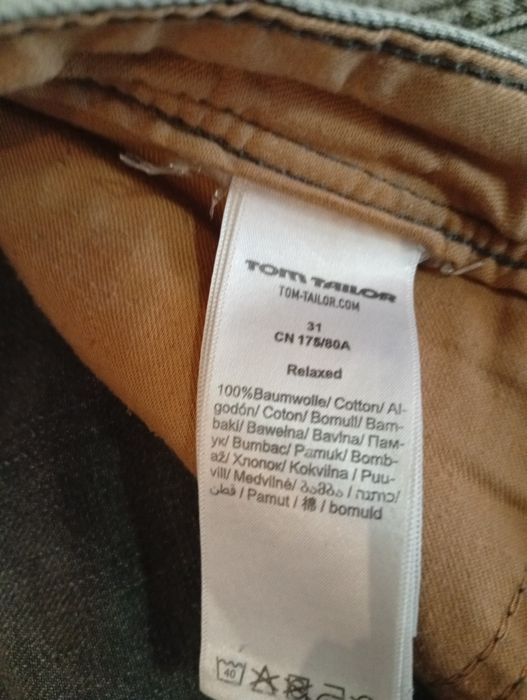 TOM TAILOR
TOM-TAILOR.COM
31
CN 175/80A
Relaxed
100%Baumwolle/ Cotton/ Al-
godón/ Coton/ Bomull/ Bam-
baki/ Bawełna/ Bavlna/ Пам-
ук/ Bumbac/ Pamuk/ Bomb-
až/ Хлопок/ Kokvilna / Puu-
vill/ Medvilnė/ ბამბა / כותנה/
قطن / Pamut / 棉 / bomuld
40